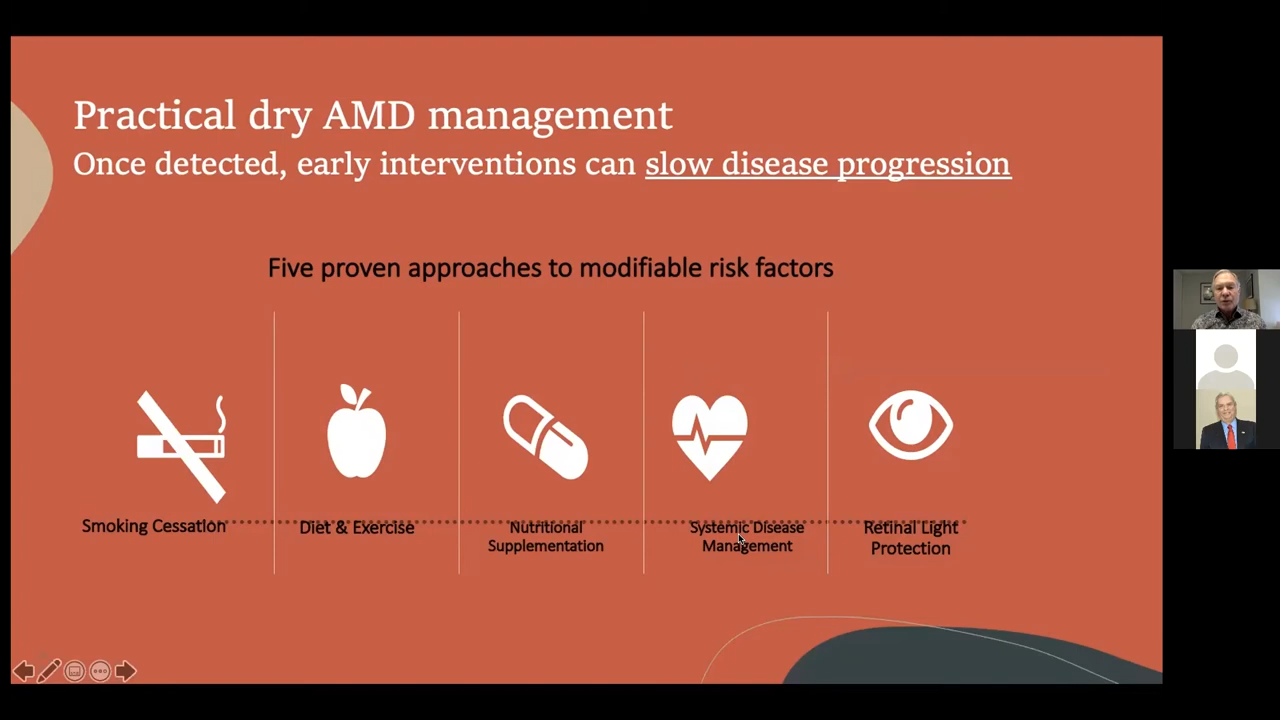 Practical dry AMD management
Once detected, early interventions can slow disease progression
Five proven approaches to modifiable risk factors
Smoking Cessation
Diet & Exercise
Nutritional
Supplementation
Systemic Disease
Management
Retinal Light
Protection